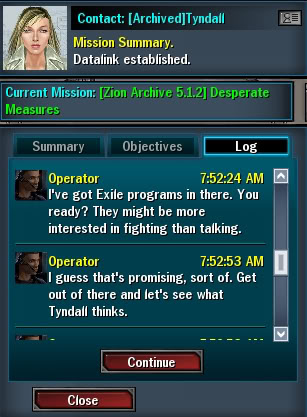 Contact: [Archived]Tyndall
Mission Summary.
Datalink established.
Current Mission: [Zion Archive 5.1.2] Desperate
Measures
Summary
Objectives
Log
Operator 7:52:24 AM
I've got Exile programs in there. You
ready? They might be more
interested in fighting than talking.
Operator 7:52:53 AM
I guess that's promising, sort of. Get
out of there and let's see what
Tyndall thinks.
Continue
Close